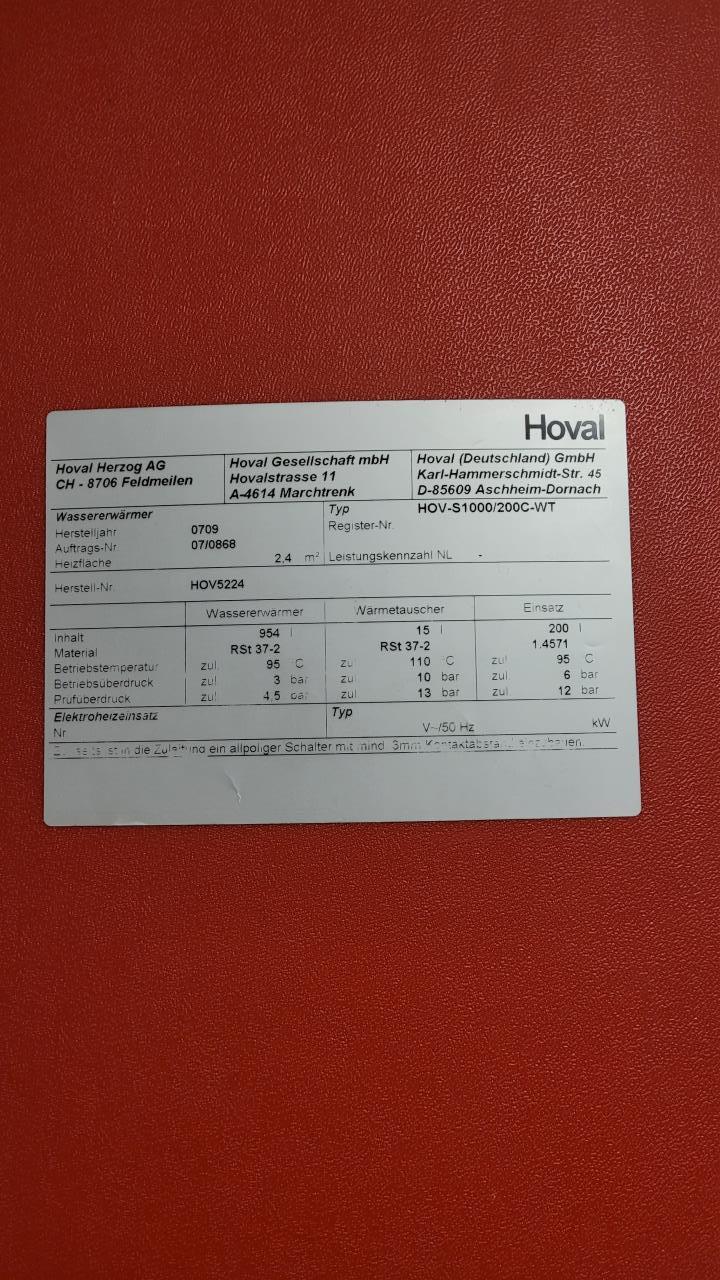 Hoval
Hoval Herzog AG
CH - 8706 Feldmeilen
Hoval Gesellschaft mbH
Hovalstrasse 11
A-4614 Marchtrenk
Hoval (Deutschland) GmbH
Karl-Hammerschmidt-Str. 45
D-85609 Aschheim-Dornach
Wassererwärmer
Typ HOV-S1000/200C-WT
Herstelljahr 0709
Register-Nr.
Auftrags-Nr 07/0868
Heizfläche 2,4 m² Leistungskennzahl NL -
Herstell-Nr. HOV5224
Wassererwärmer Wärmetauscher Einsatz
Inhalt 954 l 15 l 200 l
Material RSt 37-2 RSt 37-2 1.4571
Betriebstemperatur zul. 95 C zul 110 C zul 95 C
Betriebsüberdruck zul 3 bar zul 10 bar zul. 6 bar
Prüfüberdruck zul 4,5 bar zul 13 bar zul 12 bar
Elektroheizeinsatz Typ
Nr V~/50 Hz kW
in die Zuleitung ein allpoliger Schalter mit mind. 3mm Kontaktabstand einzubauen.